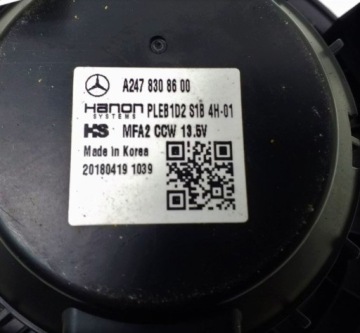 A247 830 86 00
Hanon PLEB1D2 S1B 4H-01
SYSTEMS
HS MFA2 CCW 13.5V
Made in Korea
20180419 1039